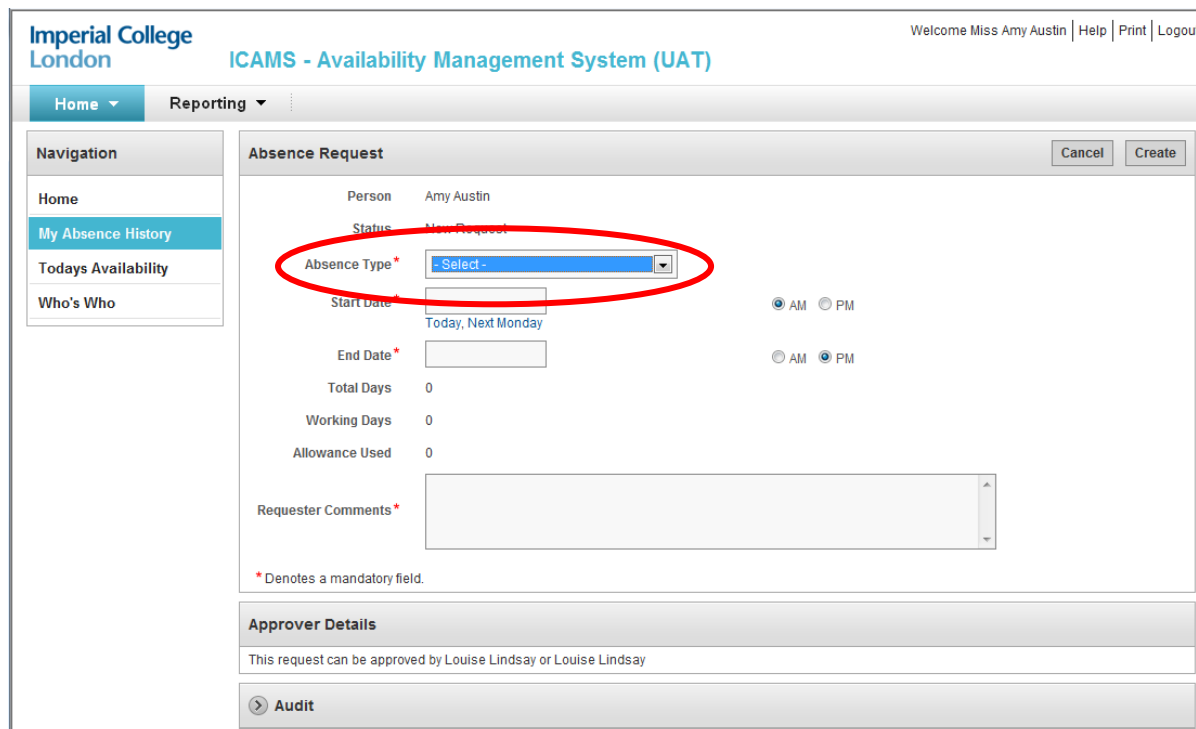 Imperial College
London
ICAMS - Availability Management System (UAT)
Welcome Miss Amy Austin | Help | Print | Logou
Home
Reporting
Navigation
Home
My Absence History
Todays Availability
Who's Who
Absence Request
Cancel
Create
Person Amy Austin
Status New Request
Absence Type* - Select -
Start Date* AM PM
Today, Next Monday
End Date* AM PM
Total Days 0
Working Days 0
Allowance Used 0
Requester Comments*
* Denotes a mandatory field.
Approver Details
This request can be approved by Louise Lindsay or Louise Lindsay
Audit